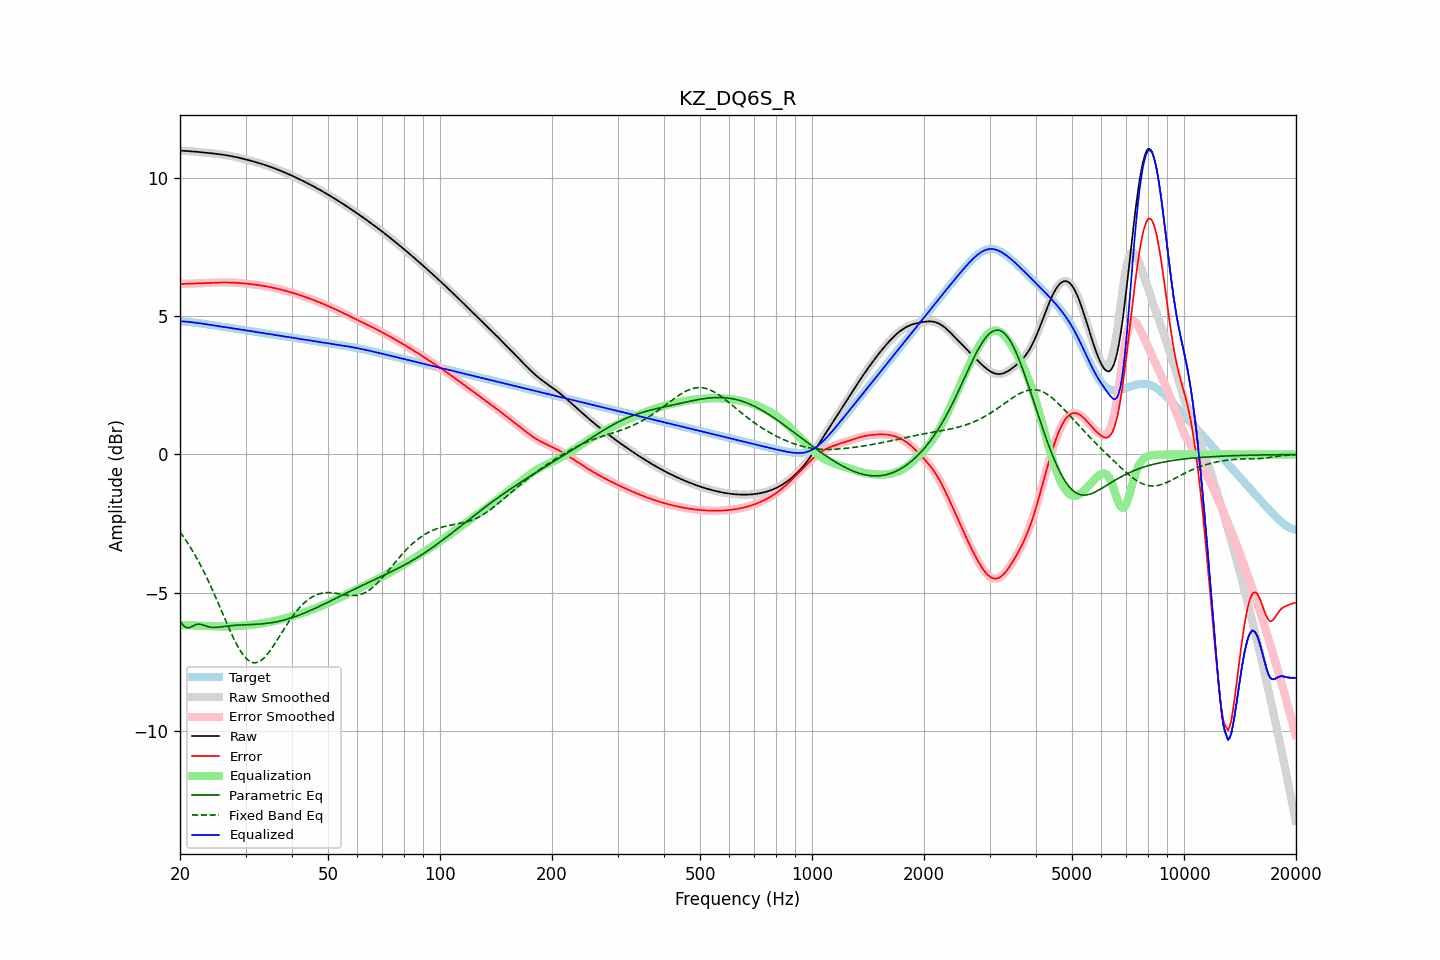 KZ_DQ6S_R
Amplitude (dBr)
10
5
0
−5
−10
Target
Raw Smoothed
Error Smoothed
Raw
Error
Equalization
Parametric Eq
Fixed Band Eq
Equalized
20 50 100 200 500 1000 2000 5000 10000 20000
Frequency (Hz)